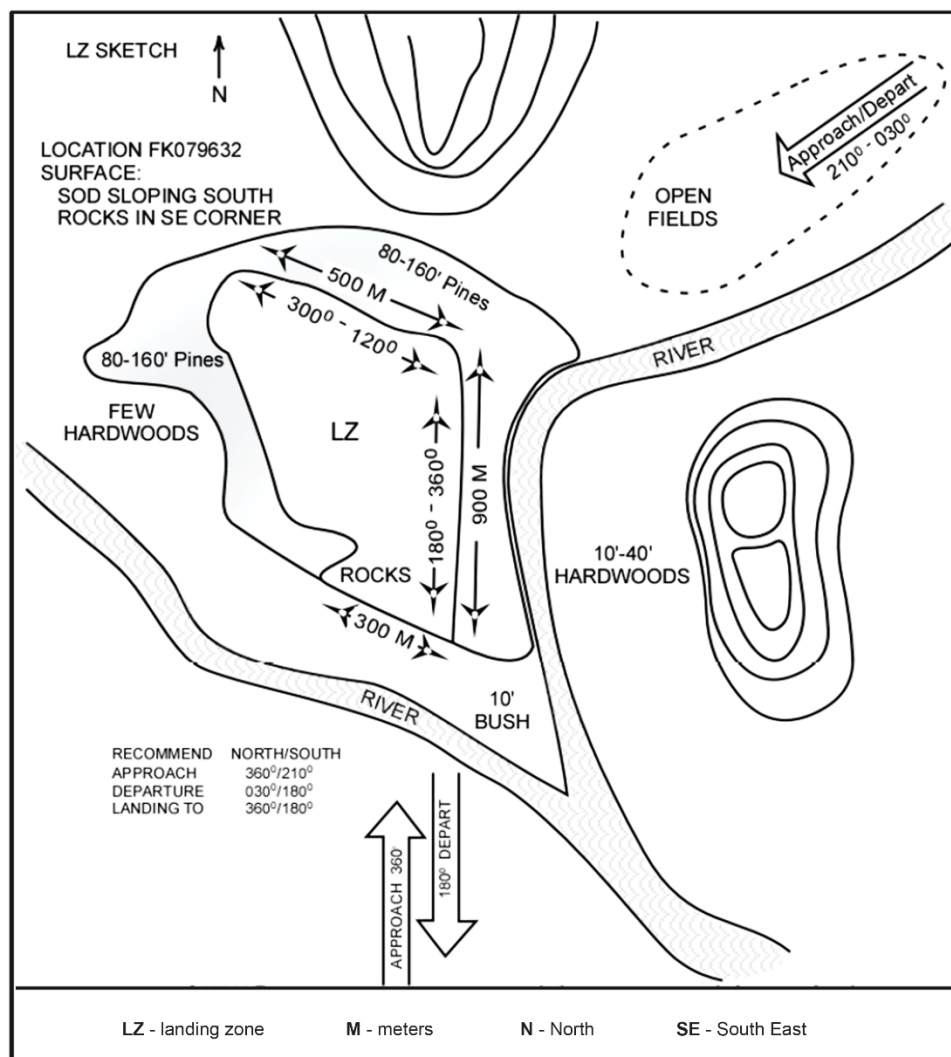 LZ SKETCH
N
LOCATION FK079632
SURFACE:
SOD SLOPING SOUTH
ROCKS IN SE CORNER
Approach/Depart
210⁰ - 030⁰
OPEN
FIELDS
80-160' Pines
500 M
300⁰ - 120⁰
RIVER
80-160' Pines
FEW
HARDWOODS
LZ
180⁰ - 360⁰
900 M
10'-40'
HARDWOODS
ROCKS
300 M
10'
BUSH
RIVER
RECOMMEND NORTH/SOUTH
APPROACH 360⁰/210⁰
DEPARTURE 030⁰/180⁰
LANDING TO 360⁰/180⁰
APPROACH 360⁰
180⁰ DEPART
LZ - landing zone M - meters N - North SE - South East